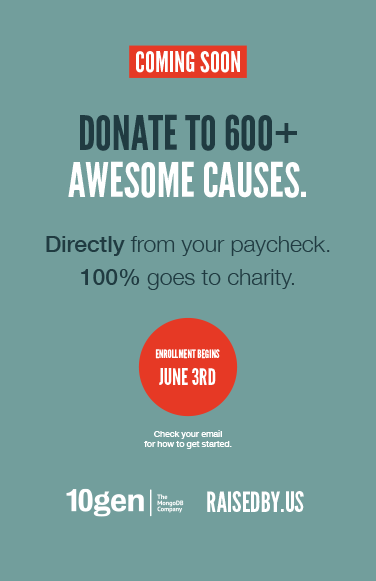 COMING SOON
DONATE TO 600+
AWESOME CAUSES.
Directly from your paycheck.
100% goes to charity.
ENROLLMENT BEGINS
JUNE 3RD
Check your email
for how to get started.
10gen
The
MongoDB
Company
RAISEDBY.US